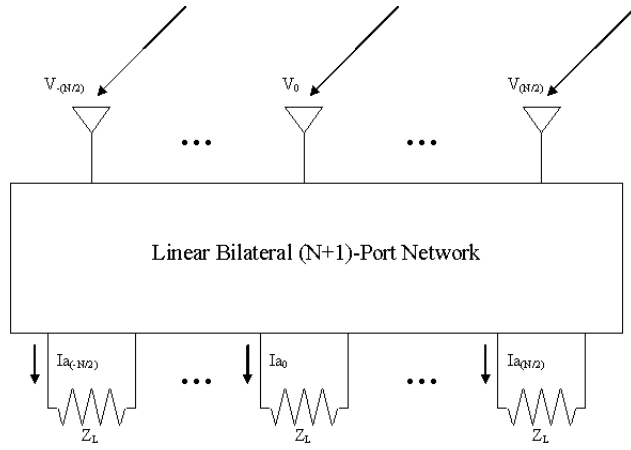 V-(N/2) V0 V(N/2)
Linear Bilateral (N+1)-Port Network
Ia(-N/2) Ia0 Ia(N/2)
ZL ZL ZL